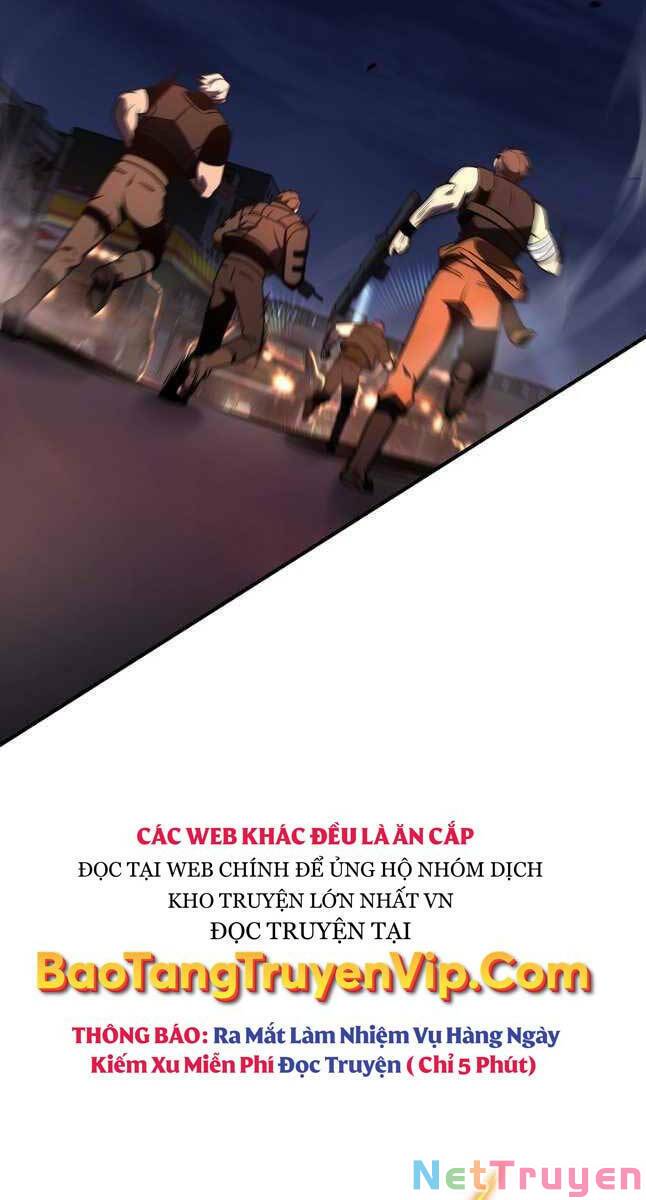 CÁC WEB KHÁC ĐỀU LÀ ĂN CẮP
ĐỌC TẠI WEB CHÍNH ĐỂ ỦNG HỘ NHÓM DỊCH
KHO TRUYỆN LỚN NHẤT VN
ĐỌC TRUYỆN TẠI
BaoTangTruyenVip.Com
THÔNG BÁO: Ra Mắt Làm Nhiệm Vụ Hàng Ngày
Kiếm Xu Miễn Phí Đọc Truyện ( Chỉ 5 Phút)
NetTruyen